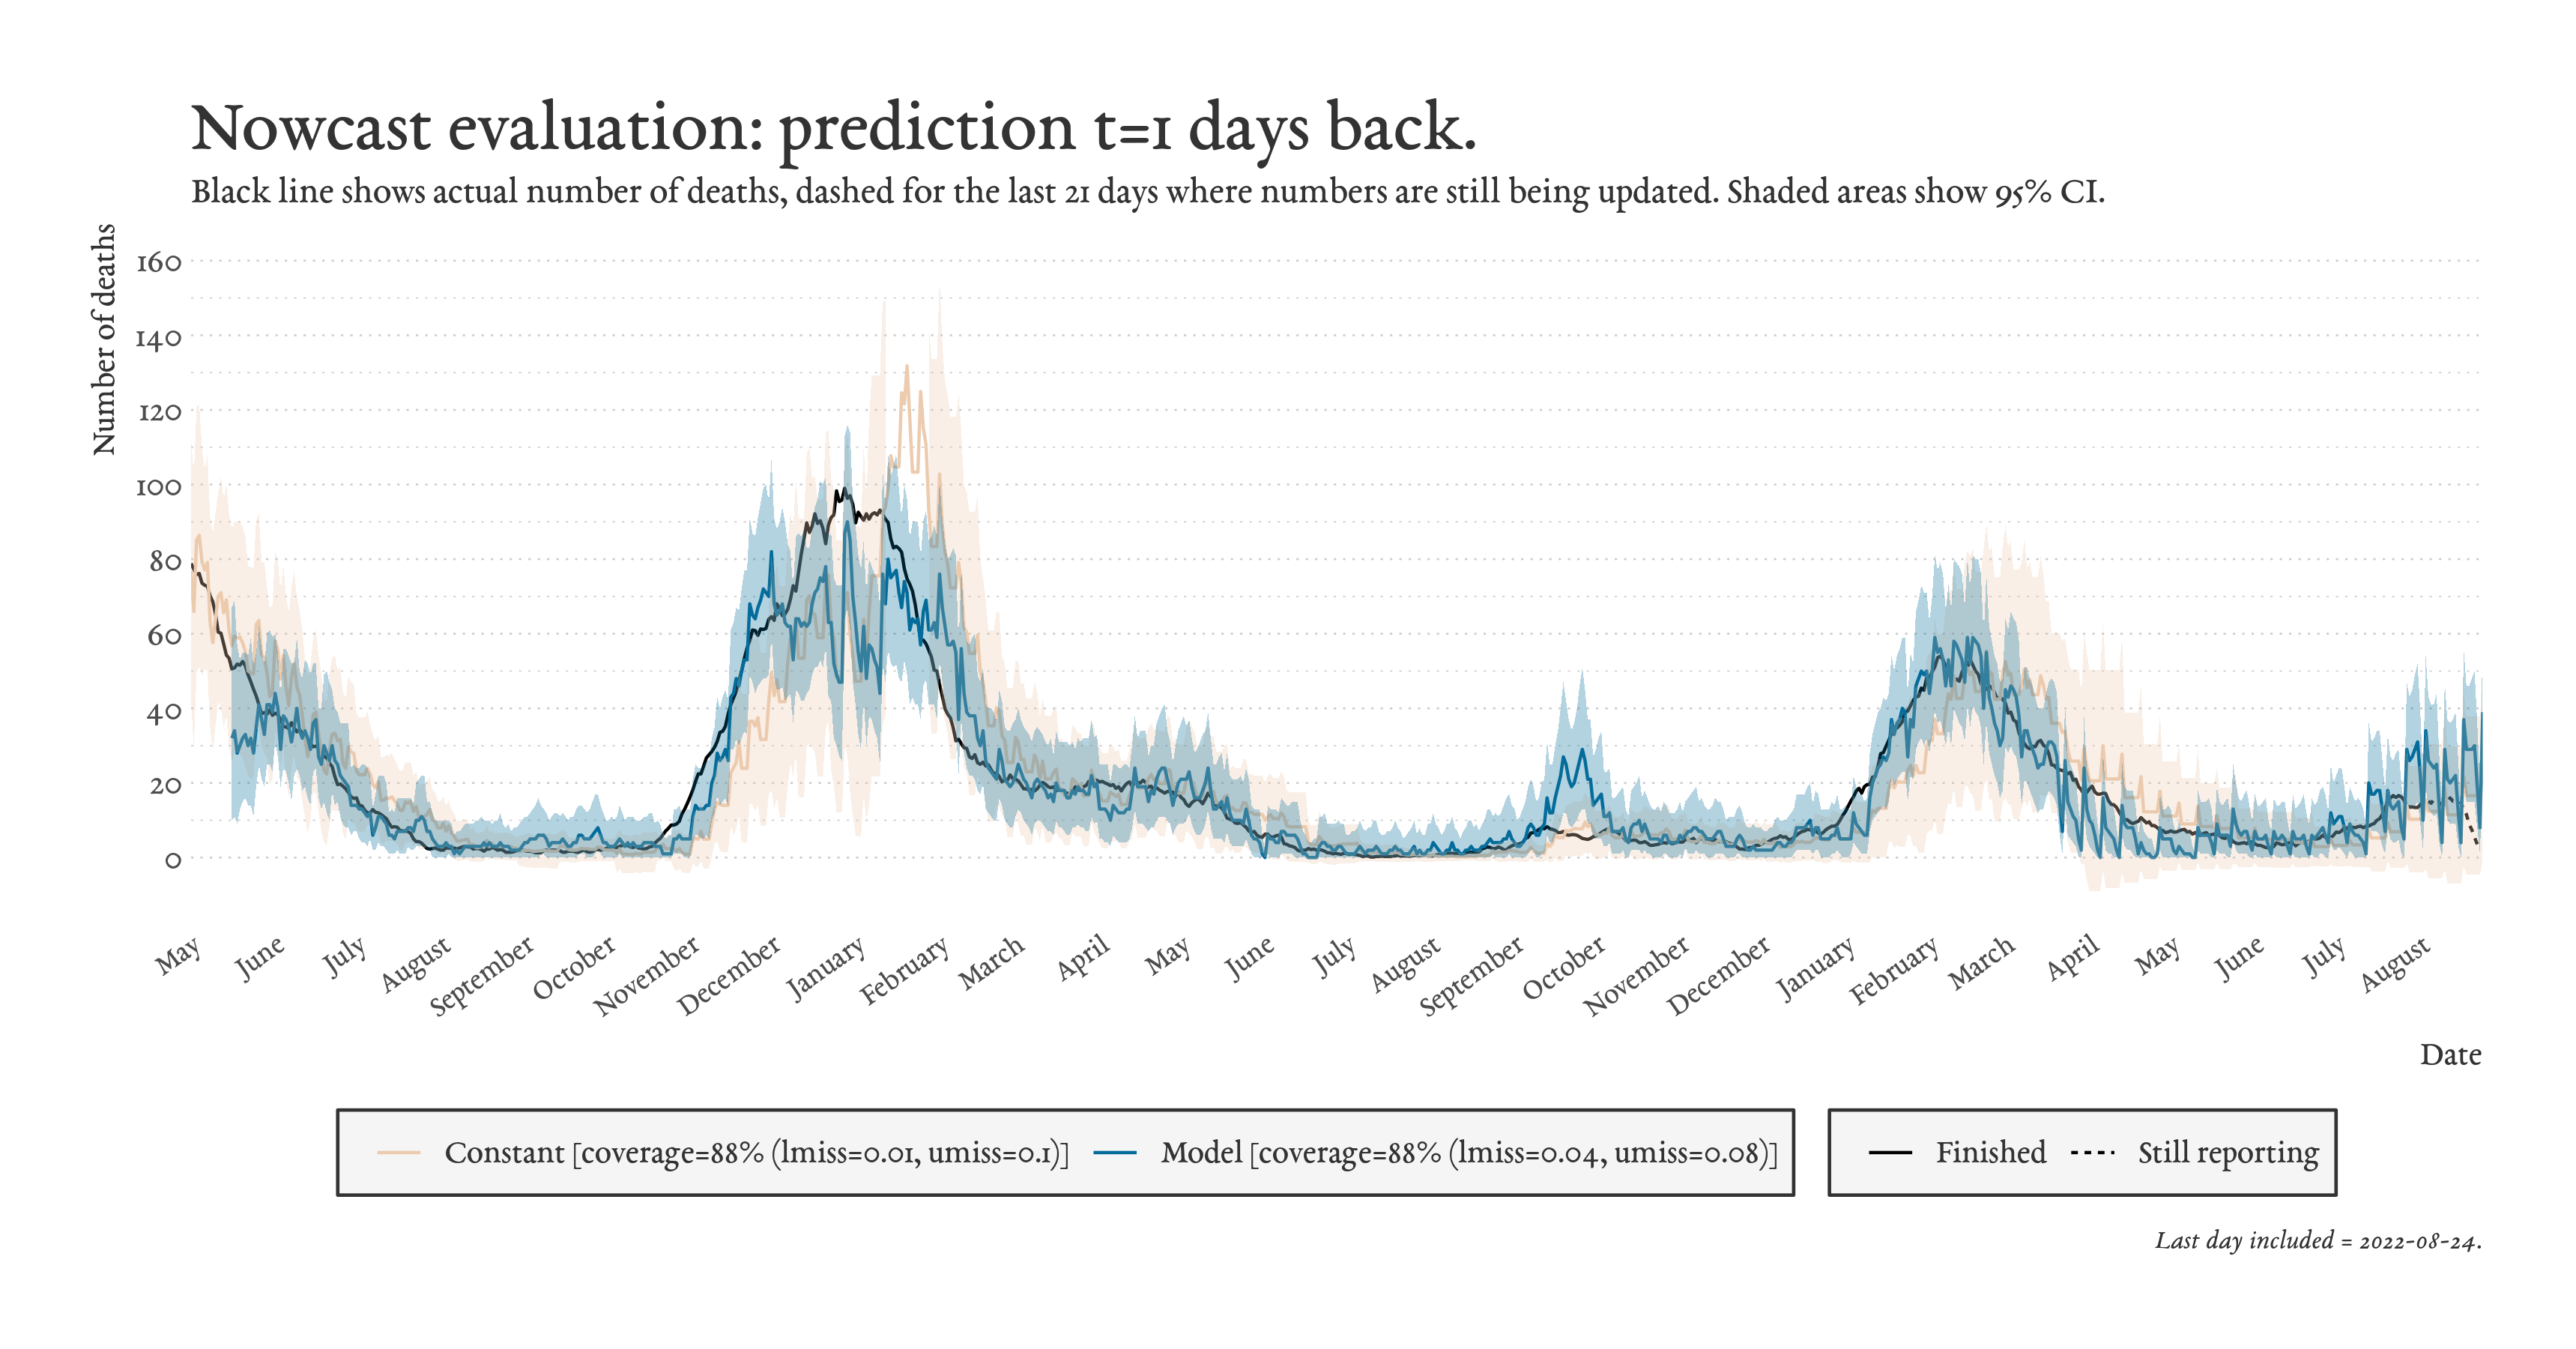 Nowcast evaluation: prediction t=1 days back.
Black line shows actual number of deaths, dashed for the last 21 days where numbers are still being updated. Shaded areas show 95% CI.
Number of deaths
160
140
120
100
80
60
40
20
0
May
June
July
August
September
October
November
December
January
February
March
April
May
June
July
August
September
October
November
December
January
February
March
April
May
June
July
August
Date
Constant [coverage=88% (lmiss=0.01, umiss=0.1)]
Model [coverage=88% (lmiss=0.04, umiss=0.08)]
Finished
Still reporting
Last day included = 2022-08-24.